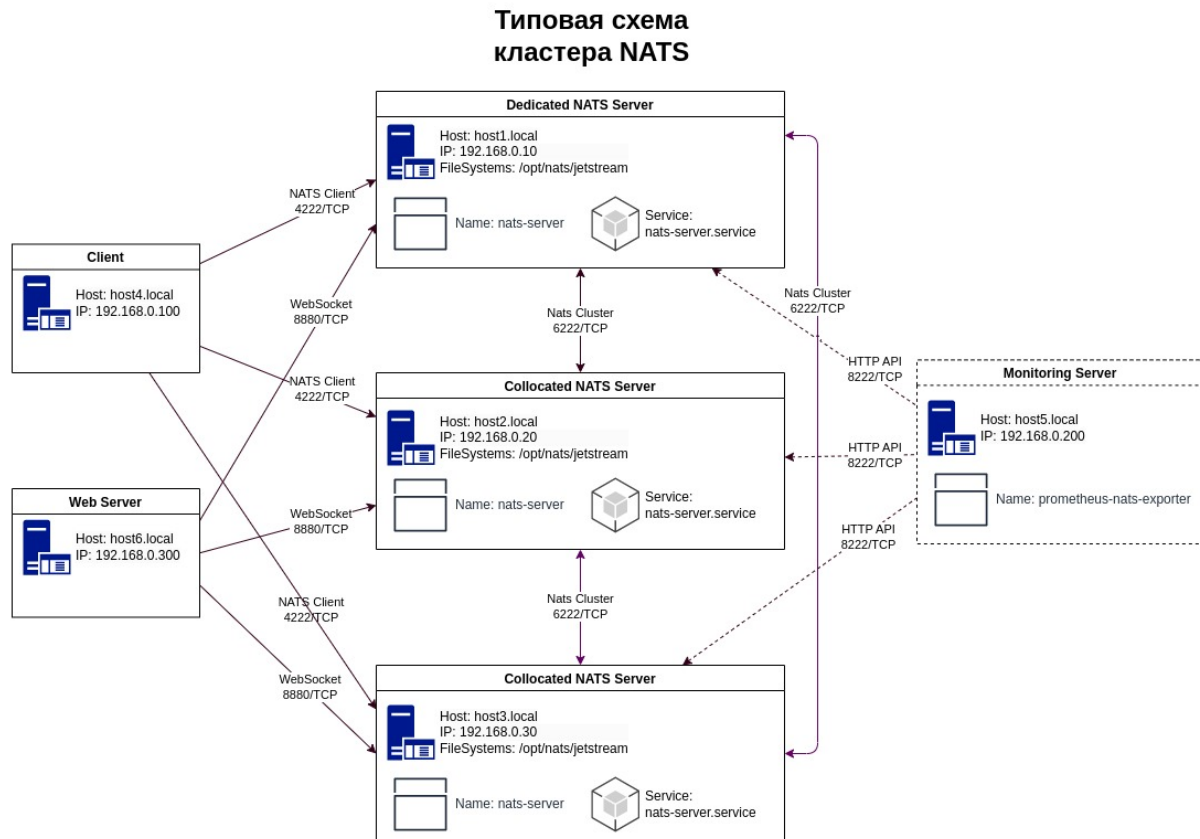 Типовая схема
кластера NATS
Dedicated NATS Server
Host: host1.local
IP: 192.168.0.10
FileSystems: /opt/nats/jetstream
Name: nats-server
Service:
nats-server.service
NATS Client
4222/TCP
Client
Host: host4.local
IP: 192.168.0.100
WebSocket
8880/TCP
Nats Cluster
6222/TCP
Nats Cluster
6222/TCP
NATS Client
4222/TCP
Collocated NATS Server
Host: host2.local
IP: 192.168.0.20
FileSystems: /opt/nats/jetstream
Name: nats-server
Service:
nats-server.service
HTTP API
8222/TCP
HTTP API
8222/TCP
HTTP API
8222/TCP
Monitoring Server
Host: host5.local
IP: 192.168.0.200
Name: prometheus-nats-exporter
Web Server
Host: host6.local
IP: 192.168.0.300
WebSocket
8880/TCP
NATS Client
4222/TCP
Nats Cluster
6222/TCP
WebSocket
8880/TCP
Collocated NATS Server
Host: host3.local
IP: 192.168.0.30
FileSystems: /opt/nats/jetstream
Name: nats-server
Service:
nats-server.service